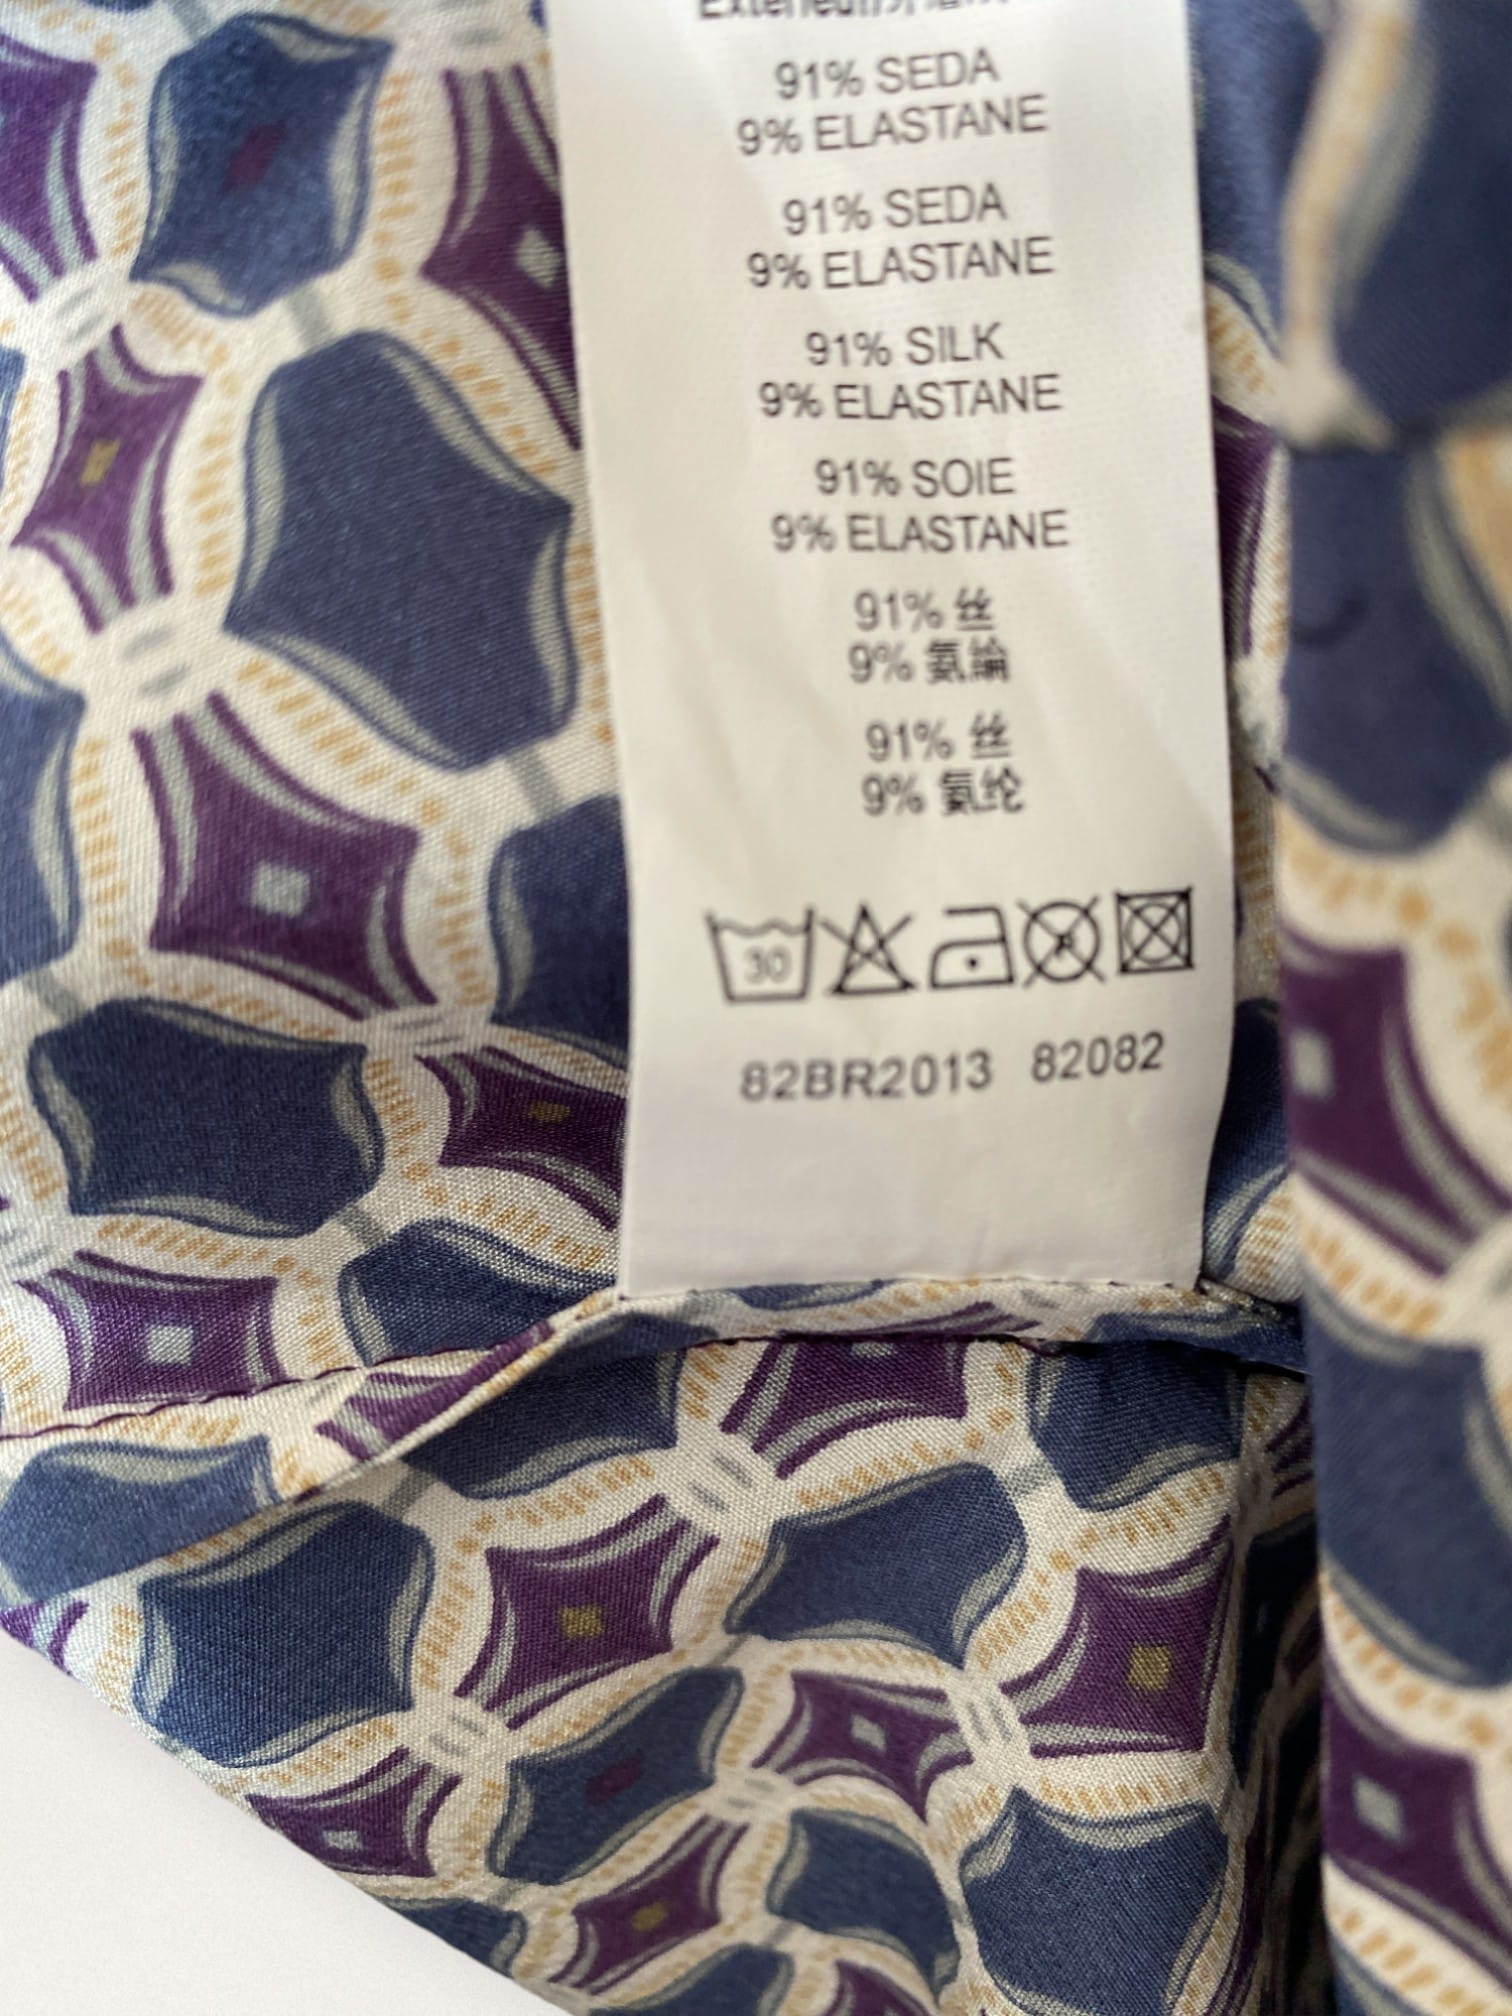 91% SEDA
9% ELASTANE
91% SEDA
9% ELASTANE
91% SILK
9% ELASTANE
91% SOIE
9% ELASTANE
91% 丝
9% 氨綸
91% 丝
9% 氨纶
30
82BR2013 82082